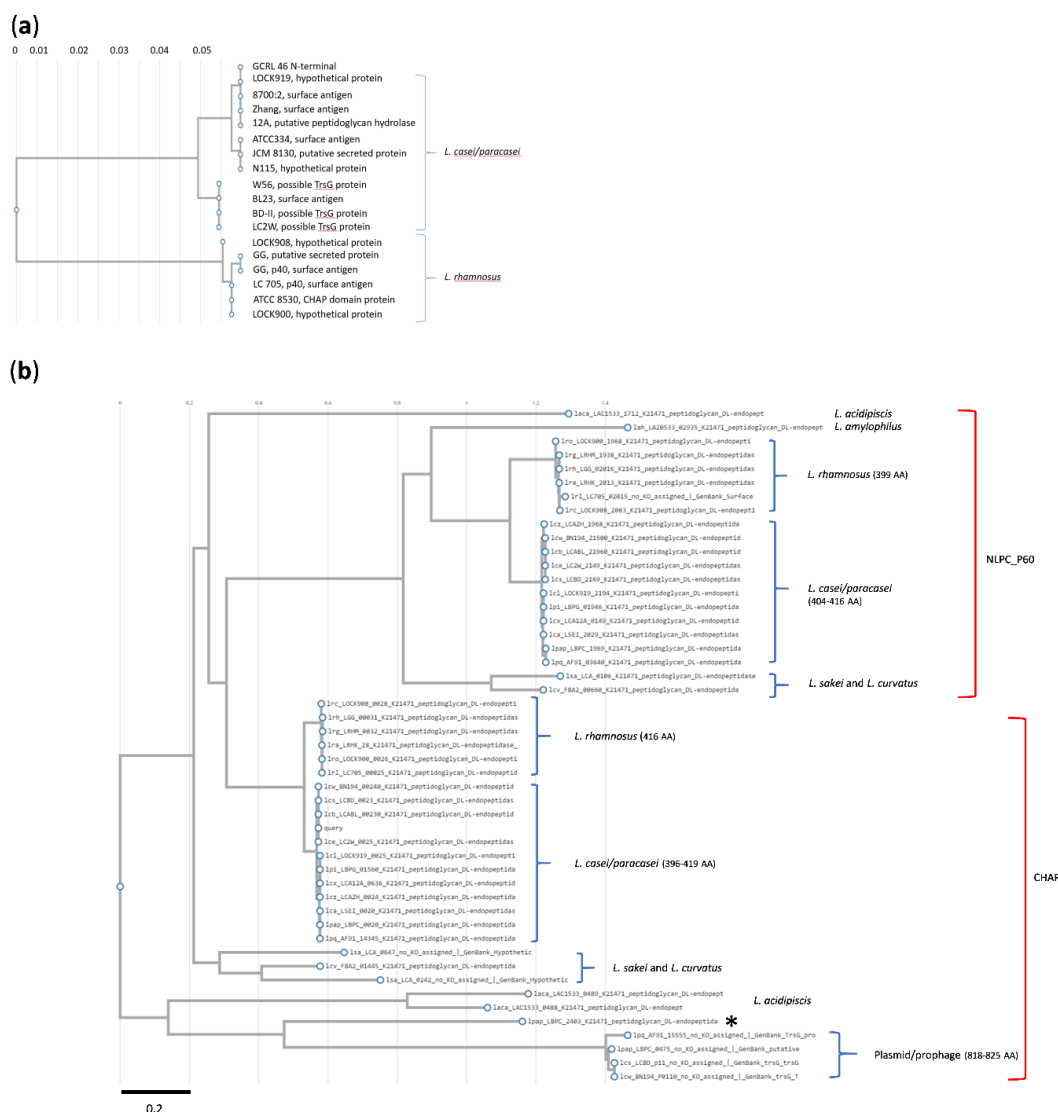 (a)
0 0.01 0.02 0.03 0.04 0.05
GCRL 46 N-terminal
LOCK919, hypothetical protein
8700:2, surface antigen
Zhang, surface antigen
12A, putative peptidoglycan hydrolase
ATCC334, surface antigen
JCM 8130, putative secreted protein
N115, hypothetical protein
L. casei/paracasei
W56, possible TrsG protein
BL23, surface antigen
BD-II, possible TrsG protein
LC2W, possible TrsG protein
LOCK908, hypothetical protein
GG, putative secreted protein
GG, p40, surface antigen
L. rhamnosus
LC 705, p40, surface antigen
ATCC 8530, CHAP domain protein
LOCK900, hypothetical protein
(b)
0 0.2 0.4 0.6 0.8 1 1.2 1.4
laca_LAC1533_1712_K21471_peptidoglycan_DL-endopept L. acidipiscis
lah_LA20533_02935_K21471_peptidoglycan_DL-endopept L. amylophilus
lro_LOCK900_1968_K21471_peptidoglycan_DL-endopepti
lrg_LRHM_1938_K21471_peptidoglycan_DL-endopeptidas
lrh_LGG_02016_K21471_peptidoglycan_DL-endopeptidas
L. rhamnosus (399 AA)
lra_LRHK_2013_K21471_peptidoglycan_DL-endopeptidas
lrl_LC705_02015_no_KO_assigned_|_GenBank_Surface
lrc_LOCK908_2083_K21471_peptidoglycan_DL-endopepti
lcz_LCAZH_1968_K21471_peptidoglycan_DL-endopeptida
lcw_BN194_21500_K21471_peptidoglycan_DL-endopeptid
lcb_LCABL_21960_K21471_peptidoglycan_DL-endopeptid
NLPC_P60
lce_LC2W_2149_K21471_peptidoglycan_DL-endopeptidas
lcs_LCBD_2169_K21471_peptidoglycan_DL-endopeptidas
L. casei/paracasei
(404-416 AA)
lcl_LOCK919_2194_K21471_peptidoglycan_DL-endopepti
lpi_LBPG_01946_K21471_peptidoglycan_DL-endopeptida
lcx_LCA12A_0149_K21471_peptidoglycan_DL-endopeptid
lca_LSEI_2029_K21471_peptidoglycan_DL-endopeptidas
lpap_LBPC_1969_K21471_peptidoglycan_DL-endopeptida
lpq_AF91_03640_K21471_peptidoglycan_DL-endopeptida
lsa_LCA_0106_K21471_peptidoglycan_DL-endopeptidase
L. sakei and L. curvatus
lcv_FBA2_00660_K21471_peptidoglycan_DL-endopeptida
lrc_LOCK908_0028_K21471_peptidoglycan_DL-endopepti
lrh_LGG_00031_K21471_peptidoglycan_DL-endopeptidas
lrg_LRHM_0032_K21471_peptidoglycan_DL-endopeptidas
L. rhamnosus (416 AA)
lra_LRHK_28_K21471_peptidoglycan_DL-endopeptidase_
lro_LOCK900_0026_K21471_peptidoglycan_DL-endopepti
lrl_LC705_00025_K21471_peptidoglycan_DL-endopeptid
lcw_BN194_00240_K21471_peptidoglycan_DL-endopeptid
lcs_LCBD_0023_K21471_peptidoglycan_DL-endopeptidas
lcb_LCABL_00230_K21471_peptidoglycan_DL-endopeptid
query
lce_LC2W_0025_K21471_peptidoglycan_DL-endopeptidas
lcl_LOCK919_0025_K21471_peptidoglycan_DL-endopepti
L. casei/paracasei (396-419 AA)
lpi_LBPG_01560_K21471_peptidoglycan_DL-endopeptida
CHAP
lcx_LCA12A_0636_K21471_peptidoglycan_DL-endopeptid
lcz_LCAZH_0024_K21471_peptidoglycan_DL-endopeptida
lca_LSEI_0020_K21471_peptidoglycan_DL-endopeptidas
lpap_LBPC_0020_K21471_peptidoglycan_DL-endopeptida
lpq_AF91_14345_K21471_peptidoglycan_DL-endopeptida
lsa_LCA_0647_no_KO_assigned_|_GenBank_Hypothetic
lcv_FBA2_01445_K21471_peptidoglycan_DL-endopeptida
L. sakei and L. curvatus
lsa_LCA_0242_no_KO_assigned_|_GenBank_Hypothetic
laca_LAC1533_0489_K21471_peptidoglycan_DL-endopept
L. acidipiscis
laca_LAC1533_0488_K21471_peptidoglycan_DL-endopept
lpap_LBPC_2403_K21471_peptidoglycan_DL-endopeptida *
lpq_AF91_15555_no_KO_assigned_|_GenBank_TrsG_pro
lpap_LBPC_0475_no_KO_assigned_|_GenBank_putative
Plasmid/prophage (818-825 AA)
lcs_LCBD_p11_no_KO_assigned_|_GenBank_trsG_trsG
lcw_BN194_P0110_no_KO_assigned_|_GenBank_trsG_T
0.2